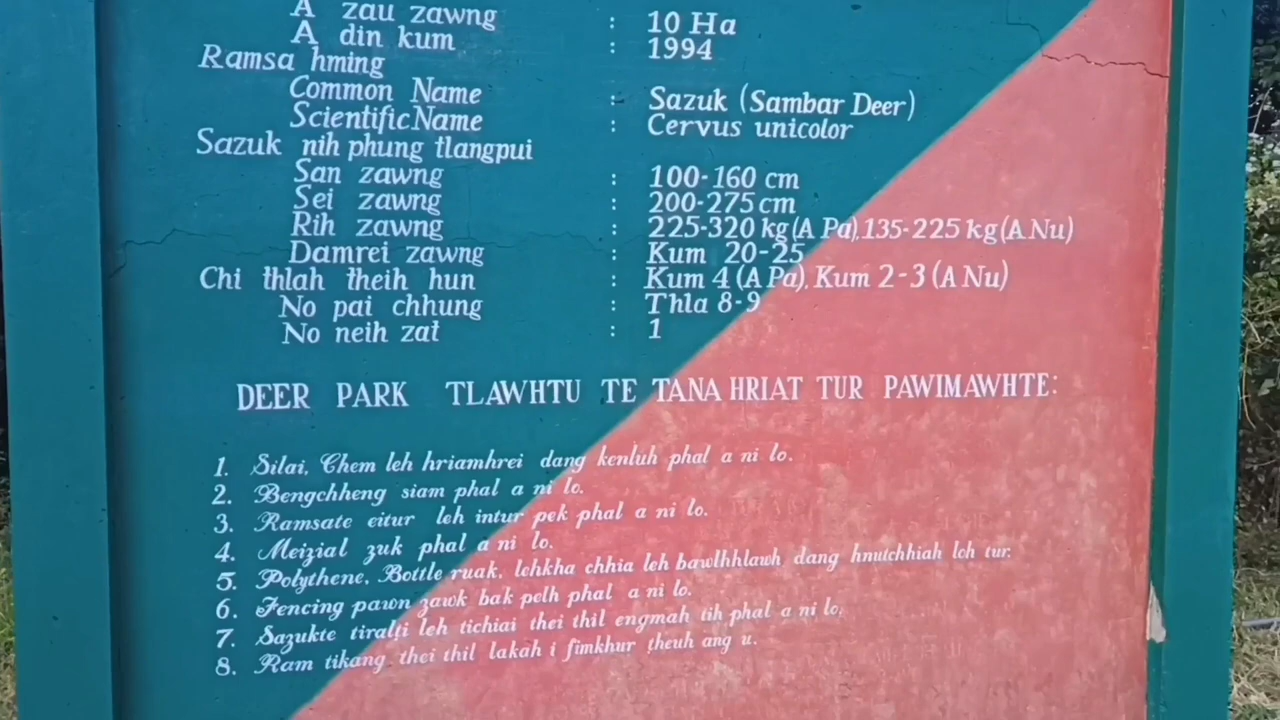 A zau zawng : 10 Ha
A din kum : 1994
Ramsa hming
Common Name : Sazuk (Sambar Deer)
Scientific Name : Cervus unicolor
Sazuk nih phung tlangpui
San zawng : 100-160 cm
Sei zawng : 200-275 cm
Rih zawng : 225-320 kg (A Pa), 135-225 kg (A Nu)
Damrei zawng : Kum 20-25
Chi thlah theih hun : Kum 4 (A Pa), Kum 2-3 (A Nu)
No pai chhung : Thla 8-9
No neih zat : 1
DEER PARK TLAWHTU TE TANA HRIAT TUR PAWIMAWHTE:
1. Silai, Chem leh hriamhrei dang kenluh phal a ni lo.
2. Bengchheng siam phal a ni lo.
3. Ramsate eitur leh intur pek phal a ni lo.
4. Meizial zuk phal a ni lo.
5. Polythene, Bottle ruak, lehkha chhia leh bawlhhlawh dang hnutchhiah loh tur.
6. Fencing pawn zawk bak pelh phal a ni lo.
7. Sazukte tiralti leh tichiai thei thil engmah tih phal a ni lo.
8. Ram tikang thei thil lakah i fimkhur theuh ang u.